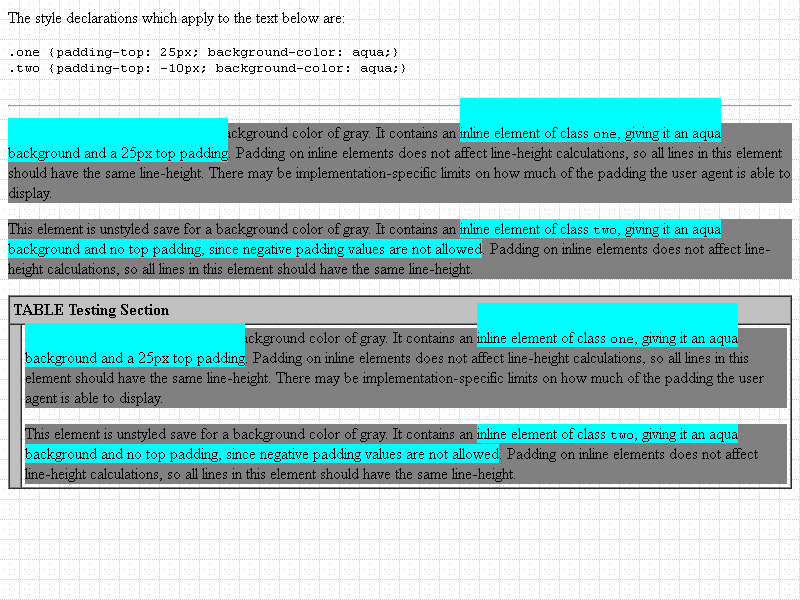 The style declarations which apply to the text below are:
.one {padding-top: 25px; background-color: aqua;}
.two {padding-top: -10px; background-color: aqua;}
ackground color of gray. It contains an inline element of class one, giving it an aqua
background and a 25px top padding. Padding on inline elements does not affect line-height calculations, so all lines in this element
should have the same line-height. There may be implementation-specific limits on how much of the padding the user agent is able to
display.
This element is unstyled save for a background color of gray. It contains an inline element of class two, giving it an aqua
background and no top padding, since negative padding values are not allowed. Padding on inline elements does not affect line-
height calculations, so all lines in this element should have the same line-height.
TABLE Testing Section
ackground color of gray. It contains an inline element of class one, giving it an aqua
background and a 25px top padding. Padding on inline elements does not affect line-height calculations, so all lines in this
element should have the same line-height. There may be implementation-specific limits on how much of the padding the user
agent is able to display.
This element is unstyled save for a background color of gray. It contains an inline element of class two, giving it an aqua
background and no top padding, since negative padding values are not allowed. Padding on inline elements does not affect
line-height calculations, so all lines in this element should have the same line-height.